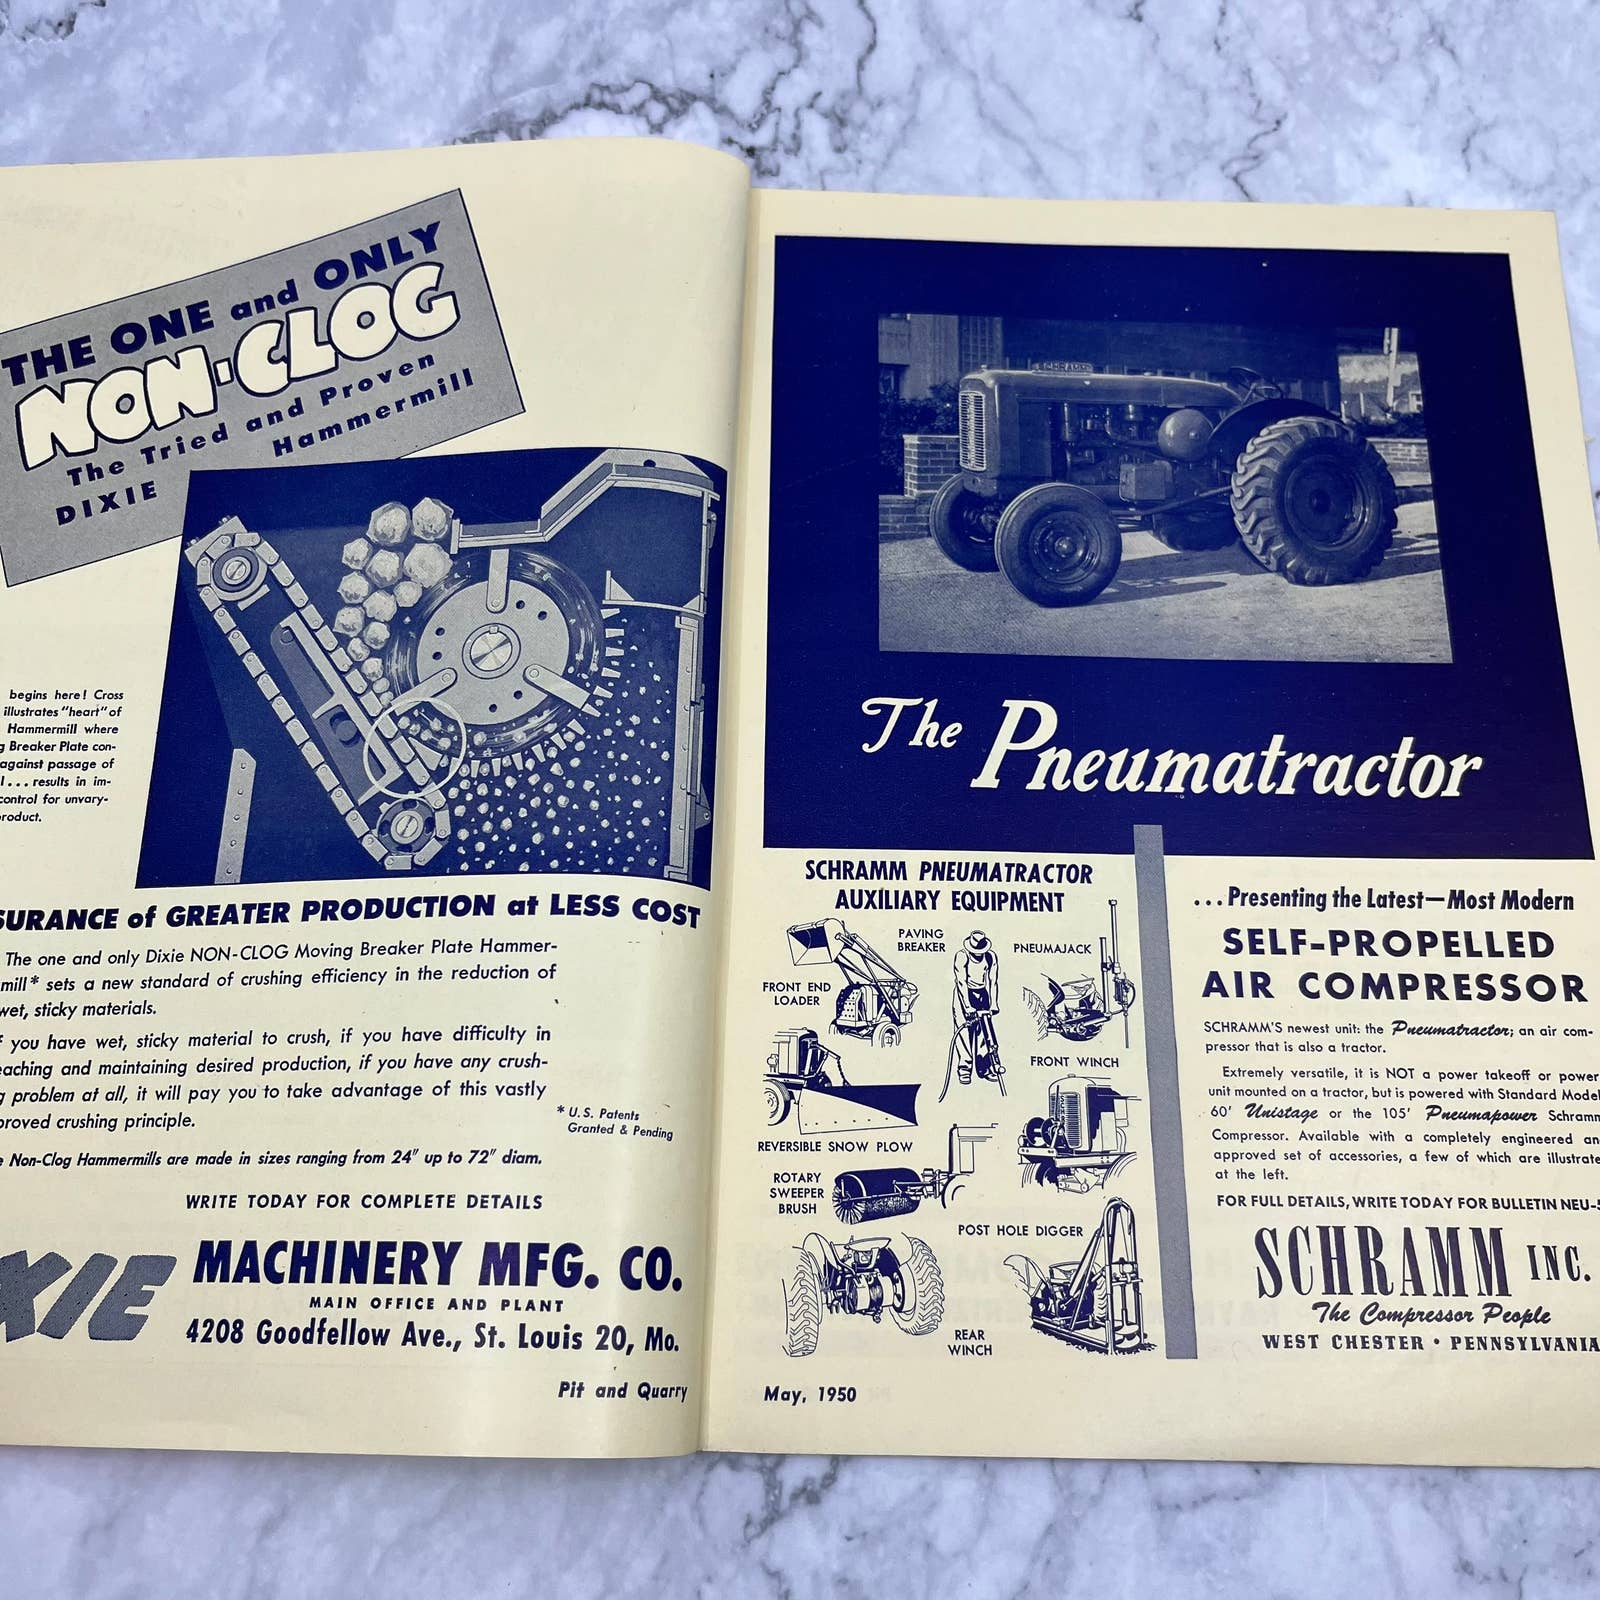 THE ONE and ONLY
NON-CLOG
The Tried and Proven
DIXIE Hammermill
begins here! Cross
illustrates "heart" of
Hammermill where
Breaker Plate con-
against passage of
... results in im-
control for unvary-
SURANCE of GREATER PRODUCTION at LESS COST
The one and only Dixie NON-CLOG Moving Breaker Plate Hammer-
mill* sets a new standard of crushing efficiency in the reduction of
wet, sticky materials.
f you have wet, sticky material to crush, if you have difficulty in
eaching and maintaining desired production, if you have any crush-
g problem at all, it will pay you to take advantage of this vastly
proved crushing principle.
* U.S. Patents
Granted & Pending
e Non-Clog Hammermills are made in sizes ranging from 24" up to 72" diam.
WRITE TODAY FOR COMPLETE DETAILS
XIE MACHINERY MFG. CO.
MAIN OFFICE AND PLANT
4208 Goodfellow Ave., St. Louis 20, Mo.
Pit and Quarry
SCHRAMM
The Pneumatractor
SCHRAMM PNEUMATRACTOR
AUXILIARY EQUIPMENT
PAVING
BREAKER
PNEUMAJACK
FRONT END
LOADER
FRONT WINCH
REVERSIBLE SNOW PLOW
ROTARY
SWEEPER
BRUSH
POST HOLE DIGGER
REAR
WINCH
... Presenting the Latest—Most Modern
SELF-PROPELLED
AIR COMPRESSOR
SCHRAMM'S newest unit: the Pneumatractor; an air com-
pressor that is also a tractor.
Extremely versatile, it is NOT a power takeoff or power
unit mounted on a tractor, but is powered with Standard Model
60' Unistage or the 105' Pneumapower Schramm
Compressor. Available with a completely engineered an
approved set of accessories, a few of which are illustrate
at the left.
FOR FULL DETAILS, WRITE TODAY FOR BULLETIN NEU-5
SCHRAMM INC.
The Compressor People
WEST CHESTER • PENNSYLVANIA
May, 1950